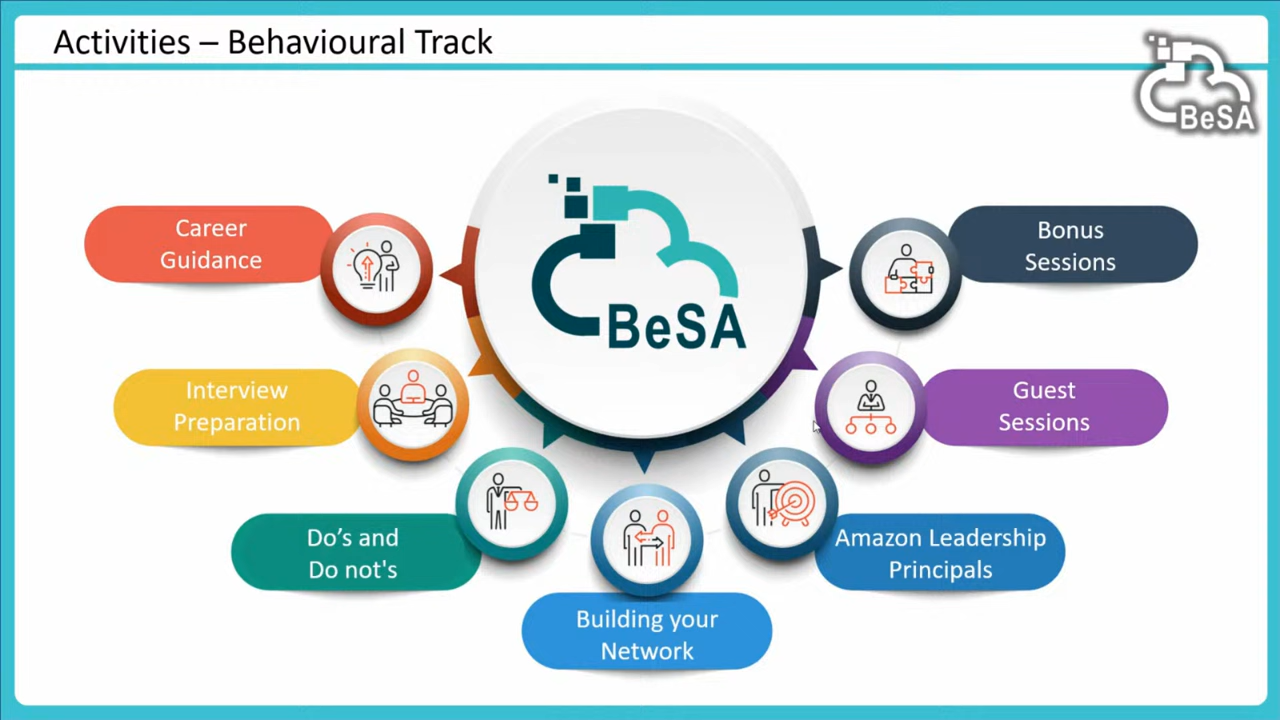 Activities – Behavioural Track
BeSA
BeSA
Career
Guidance
Bonus
Sessions
Interview
Preparation
Guest
Sessions
Do’s and
Do not's
Amazon Leadership
Principals
Building your
Network